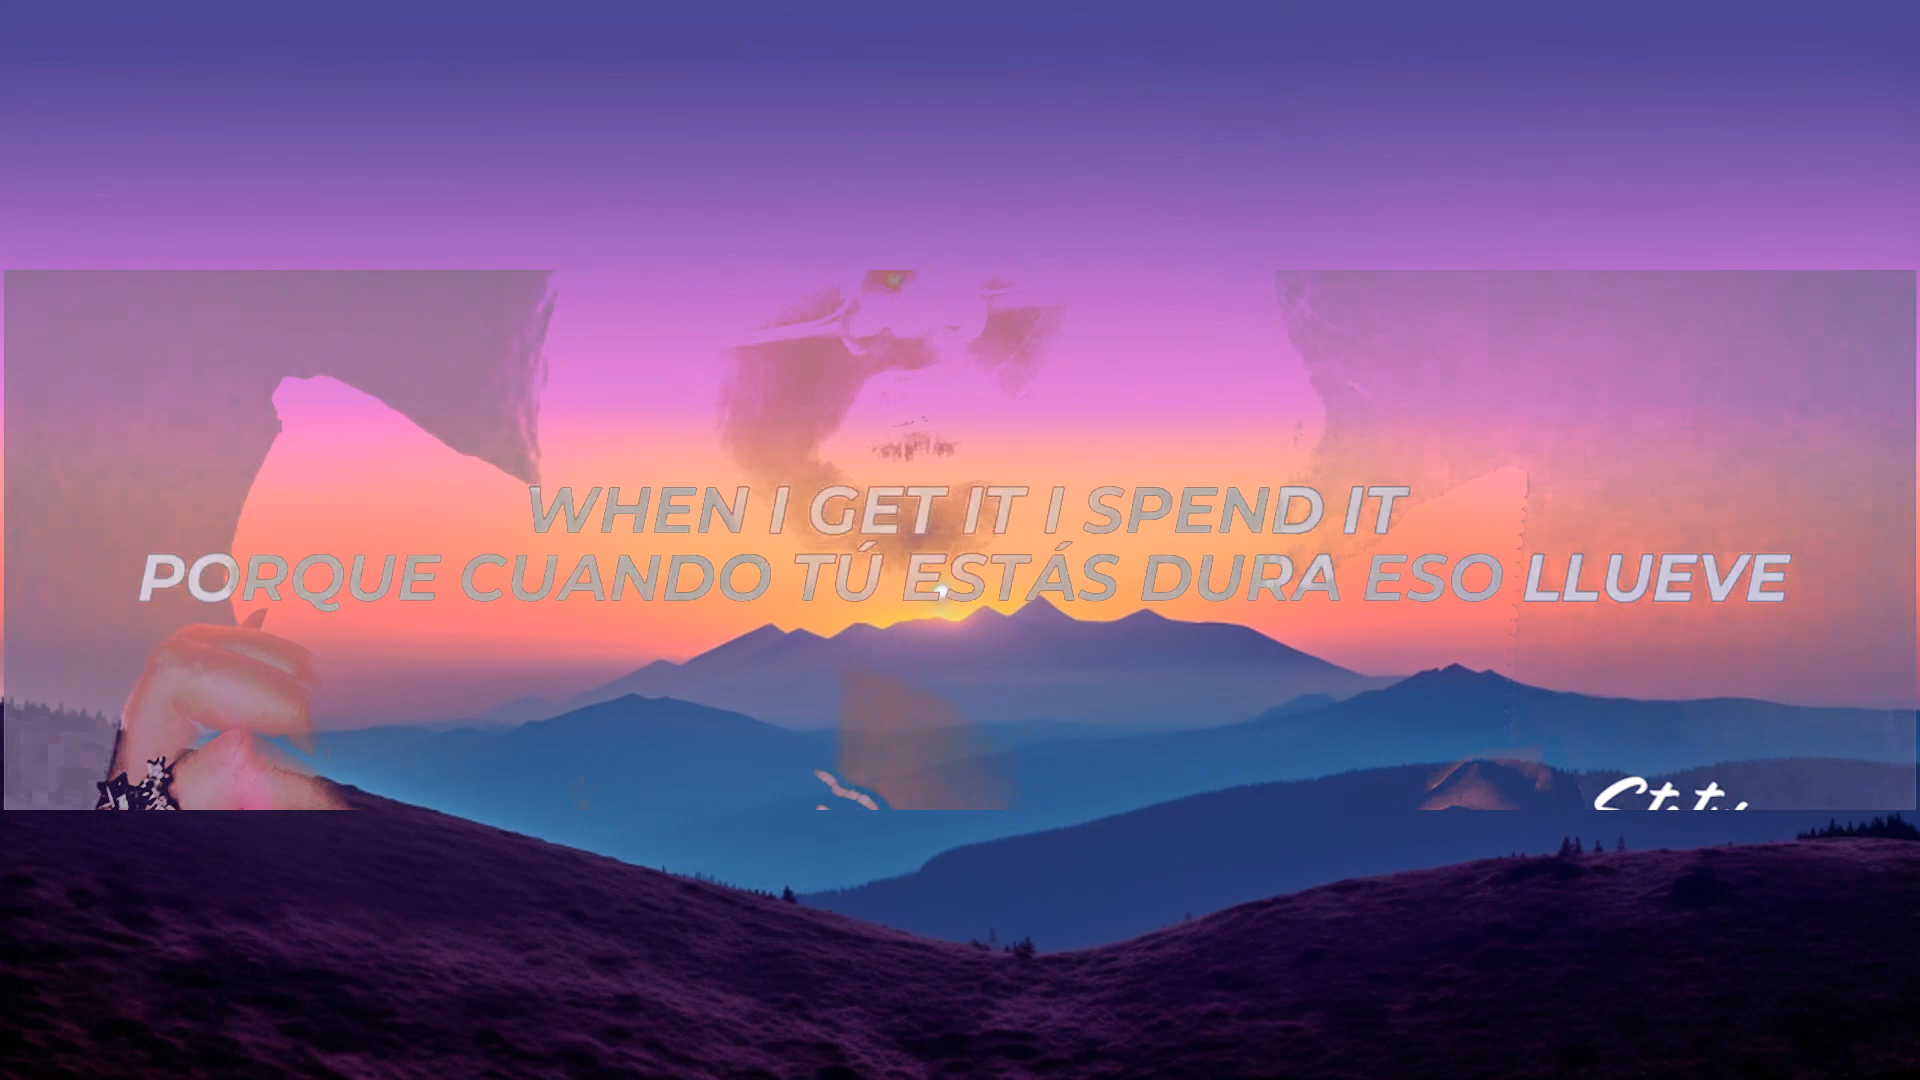 WHEN I GET IT I SPEND IT
PORQUE CUANDO TÚ ESTÁS DURA ESO LLUEVE